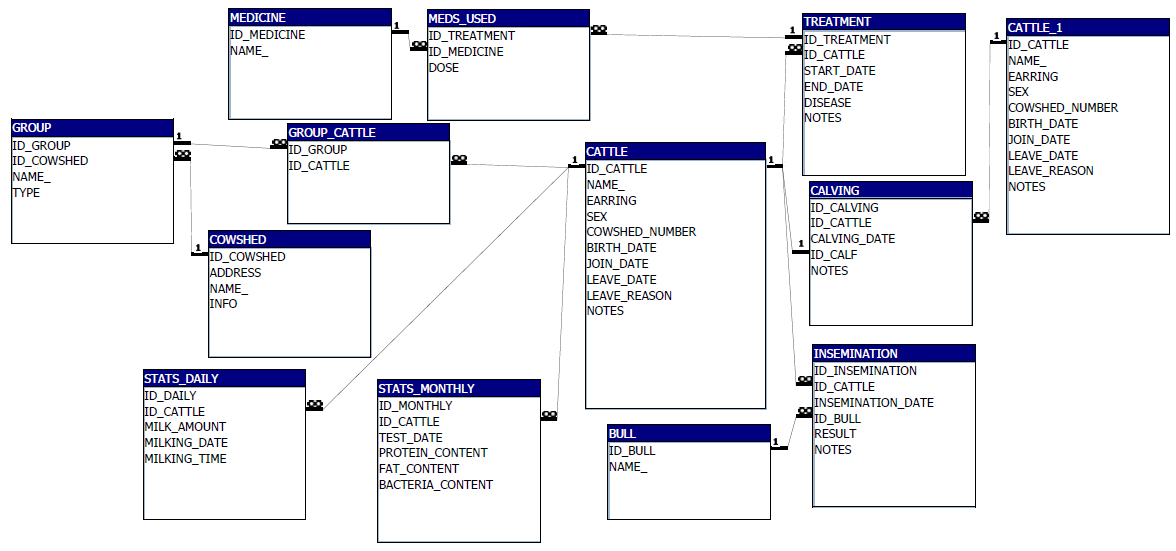 MEDICINE
ID_MEDICINE
NAME_
1
∞
MEDS_USED
ID_TREATMENT
ID_MEDICINE
DOSE
∞
1
∞
TREATMENT
ID_TREATMENT
ID_CATTLE
START_DATE
END_DATE
DISEASE
NOTES
1
CATTLE_1
ID_CATTLE
NAME_
EARRING
SEX
COWSHED_NUMBER
BIRTH_DATE
JOIN_DATE
LEAVE_DATE
LEAVE_REASON
NOTES
GROUP
ID_GROUP
ID_COWSHED
NAME_
TYPE
1
∞
∞
GROUP_CATTLE
ID_GROUP
ID_CATTLE
∞
1
CATTLE
ID_CATTLE
NAME_
EARRING
SEX
COWSHED_NUMBER
BIRTH_DATE
JOIN_DATE
LEAVE_DATE
LEAVE_REASON
NOTES
1
CALVING
ID_CALVING
ID_CATTLE
CALVING_DATE
ID_CALF
NOTES
∞
1
1
COWSHED
ID_COWSHED
ADDRESS
NAME_
INFO
STATS_DAILY
ID_DAILY
ID_CATTLE
MILK_AMOUNT
MILKING_DATE
MILKING_TIME
∞
STATS_MONTHLY
ID_MONTHLY
ID_CATTLE
TEST_DATE
PROTEIN_CONTENT
FAT_CONTENT
BACTERIA_CONTENT
∞
BULL
ID_BULL
NAME_
1
∞
∞
INSEMINATION
ID_INSEMINATION
ID_CATTLE
INSEMINATION_DATE
ID_BULL
RESULT
NOTES